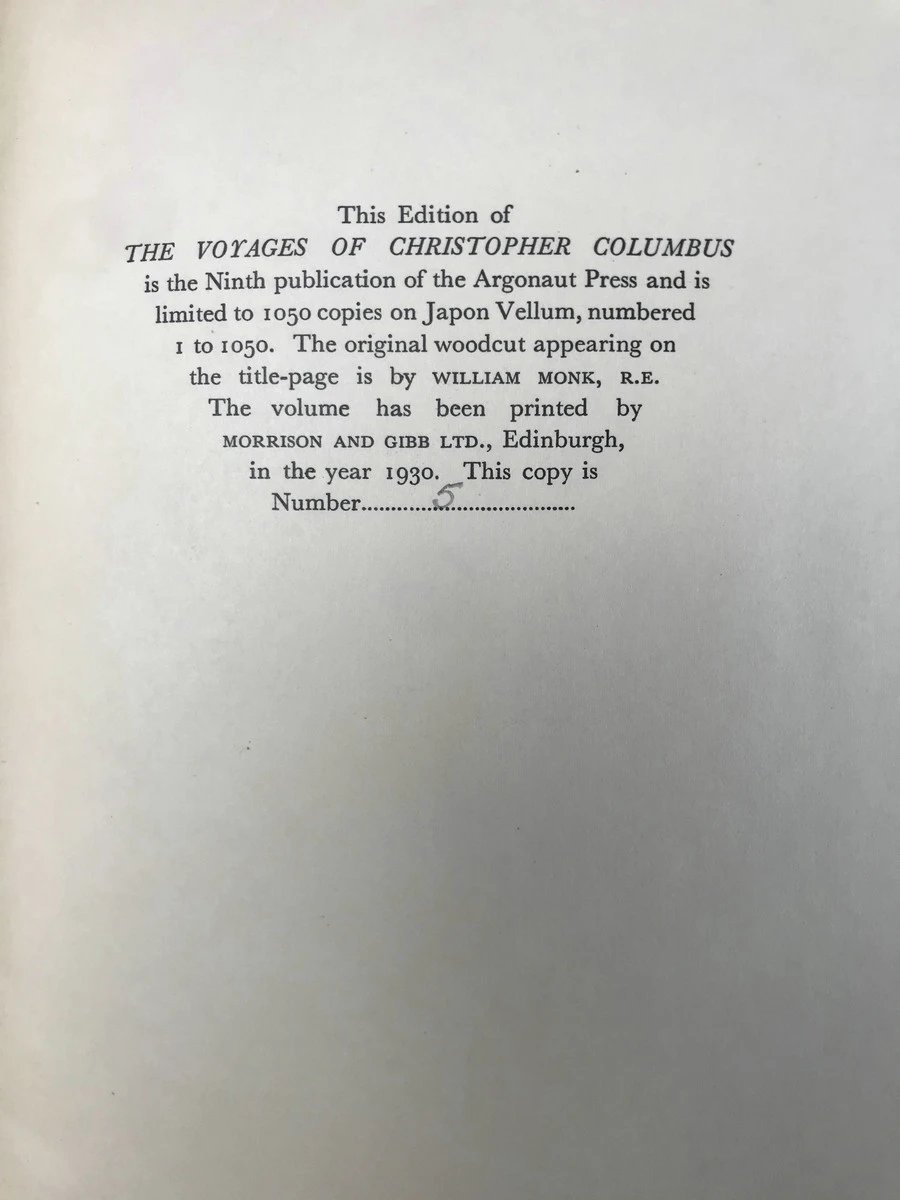 This Edition of
THE VOYAGES OF CHRISTOPHER COLUMBUS
is the Ninth publication of the Argonaut Press and is
limited to 1050 copies on Japon Vellum, numbered
1 to 1050. The original woodcut appearing on
the title-page is by WILLIAM MONK, R.E.
The volume has been printed by
MORRISON AND GIBB LTD., Edinburgh,
in the year 1930. This copy is
Number............5........................